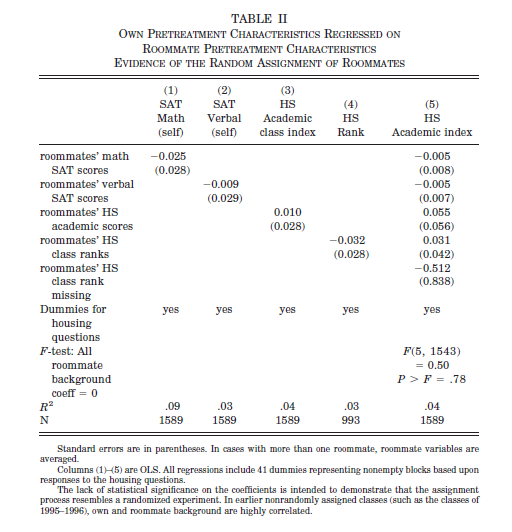 TABLE II
OWN PRETREATMENT CHARACTERISTICS REGRESSED ON
ROOMMATE PRETREATMENT CHARACTERISTICS
EVIDENCE OF THE RANDOM ASSIGNMENT OF ROOMMATES
(1) (2) (3)
SAT SAT HS (4) (5)
Math Verbal Academic HS HS
(self) (self) class index Rank Academic index
roommates' math −0.025 −0.005
SAT scores (0.028) (0.008)
roommates' verbal −0.009 −0.005
SAT scores (0.029) (0.007)
roommates' HS 0.010 0.055
academic scores (0.028) (0.056)
roommates' HS −0.032 0.031
class ranks (0.028) (0.042)
roommates' HS −0.512
class rank (0.838)
missing
Dummies for yes yes yes yes yes
housing
questions
F-test: All F(5, 1543)
roommate = 0.50
background P > F = .78
coeff = 0
R² .09 .03 .04 .03 .04
N 1589 1589 1589 993 1589
Standard errors are in parentheses. In cases with more than one roommate, roommate variables are
averaged.
Columns (1)–(5) are OLS. All regressions include 41 dummies representing nonempty blocks based upon
responses to the housing questions.
The lack of statistical significance on the coefficients is intended to demonstrate that the assignment
process resembles a randomized experiment. In earlier nonrandomly assigned classes (such as the classes of
1995–1996), own and roommate background are highly correlated.